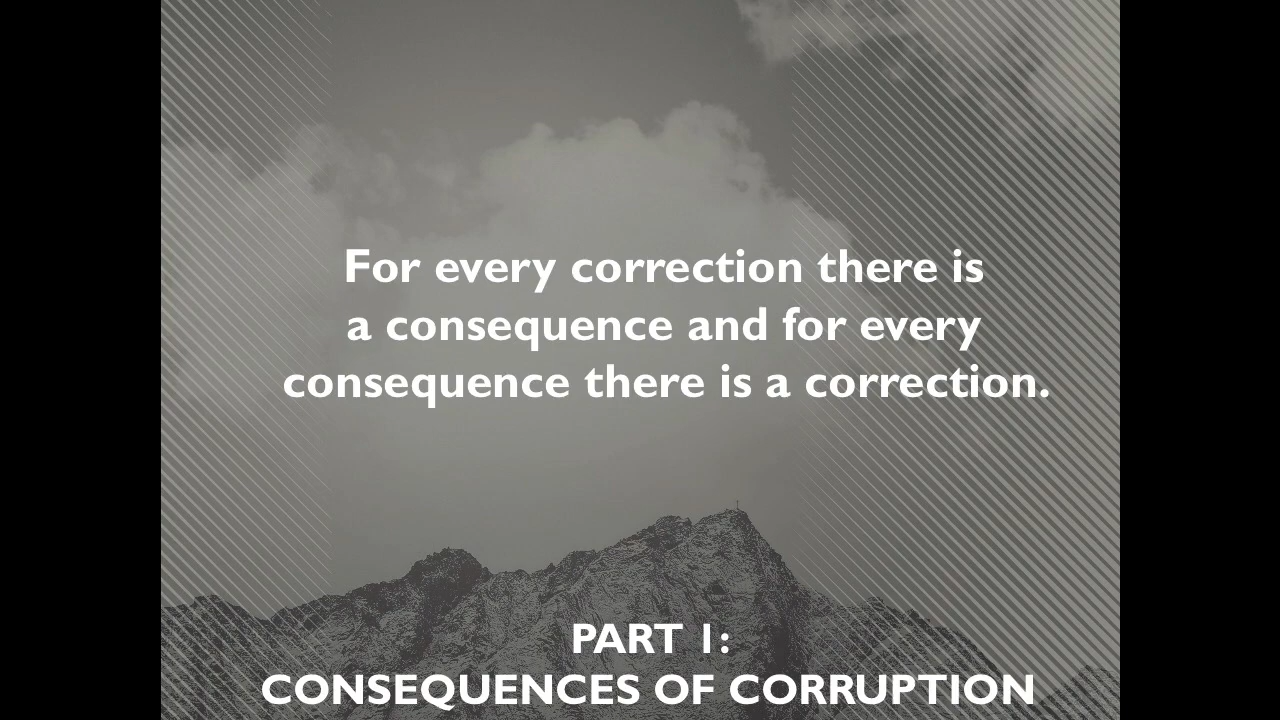 For every correction there is
a consequence and for every
consequence there is a correction.
PART 1:
CONSEQUENCES OF CORRUPTION